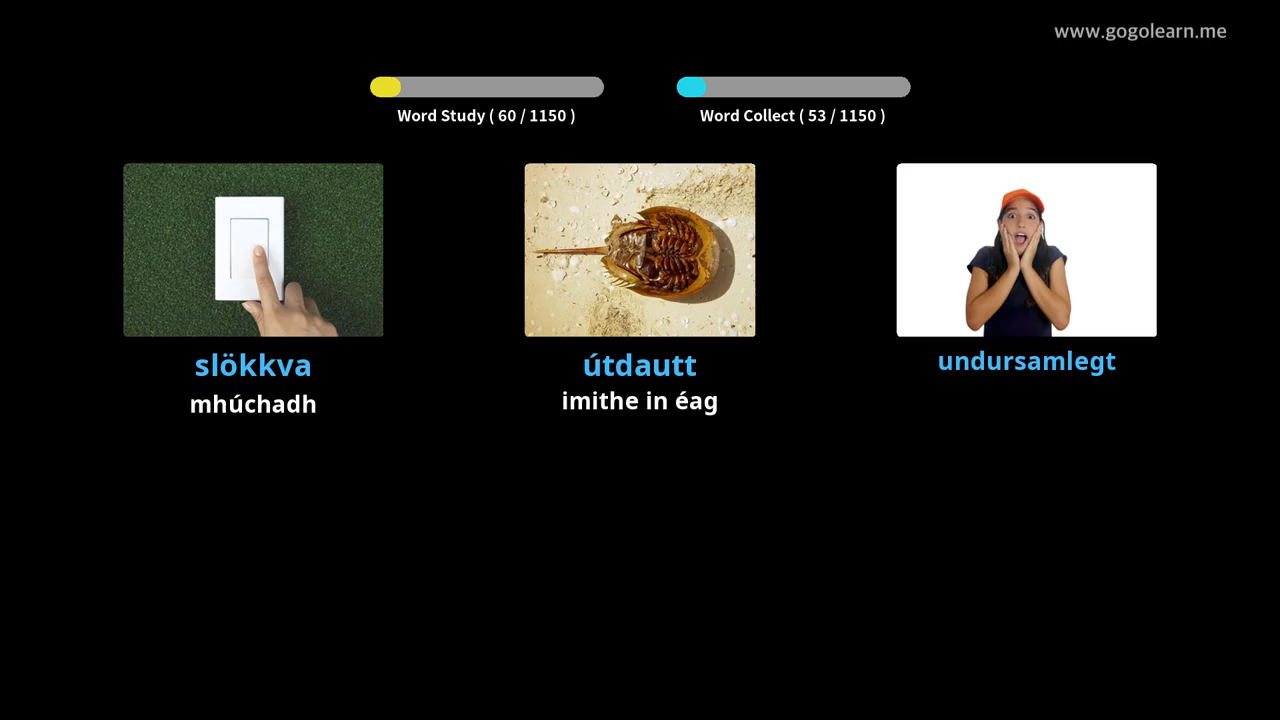 www.gogolearn.me
Word Study ( 60 / 1150 )
Word Collect ( 53 / 1150 )
slökkva
mhúchadh
útdautt
imithe in éag
undursamlegt